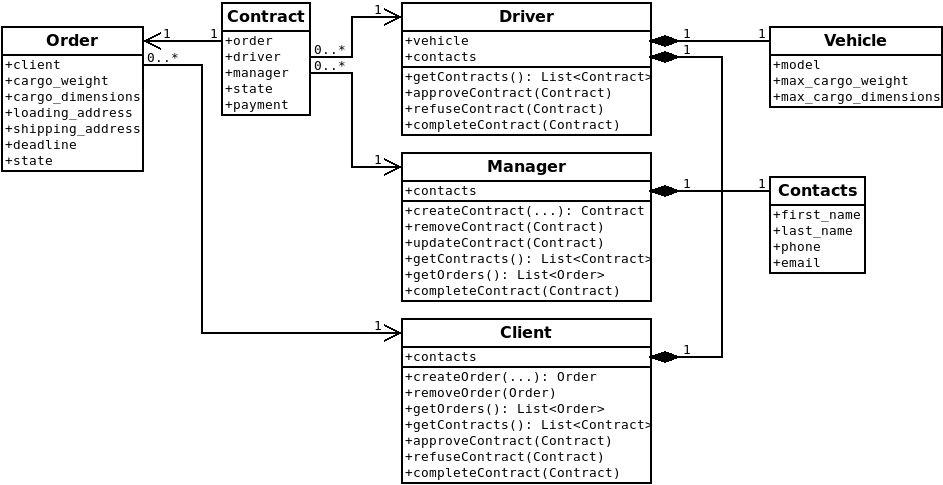 Order
+client
+cargo_weight
+cargo_dimensions
+loading_address
+shipping_address
+deadline
+state
1
1
0..*
Contract
+order
+driver
+manager
+state
+payment
0..*
0..*
1
1
1
Driver
+vehicle
+contacts
+getContracts(): List<Contract>
+approveContract(Contract)
+refuseContract(Contract)
+completeContract(Contract)
1
1
1
Manager
+contacts
+createContract(...): Contract
+removeContract(Contract)
+updateContract(Contract)
+getContracts(): List<Contract>
+getOrders(): List<Order>
+completeContract(Contract)
1
1
Client
+contacts
+createOrder(...): Order
+removeOrder(Order)
+getOrders(): List<Order>
+getContracts(): List<Contract>
+approveContract(Contract)
+refuseContract(Contract)
+completeContract(Contract)
1
Vehicle
+model
+max_cargo_weight
+max_cargo_dimensions
Contacts
+first_name
+last_name
+phone
+email